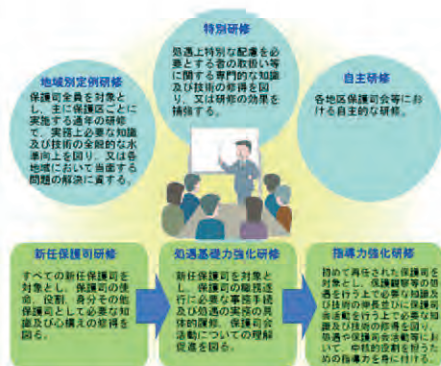 特別研修
処遇上特別な配慮を必
要とする者の取扱い等
に関する専門的な知識
及び技術の修得を図
り、又は研修の効果を
補強する。
地域別定例研修
保護司全員を対象と
し、主に保護区ごとに
実施する通年の研修
で、実務上必要な知識
及び技術の全般的な水
準向上を図り、又は各
地域において当面する
問題の解決に資する。
自主研修
各地区保護司会等にお
ける自主的な研修。
新任保護司研修
すべての新任保護司を
対象とし、保護司の使
命、役割、身分その他
保護司として必要な知
識及び心構えの修得を
図る。
処遇基礎力強化研修
新任保護司を対象と
し、保護司の職務遂
行に必要な事務手続
及び処遇の実務の具
体的履修、保護司会
活動についての理解
促進を図る。
指導力強化研修
初めて再任された保護司を
対象とし、保護観察等の処
遇を行う上で必要な知識及
び技術の伸長並びに保護司
会活動を行う上で必要な知
識及び技術の修得を図り、
処遇や保護司会活動等にお
いて、中核的役割を担うため
の指導力を身に付ける。